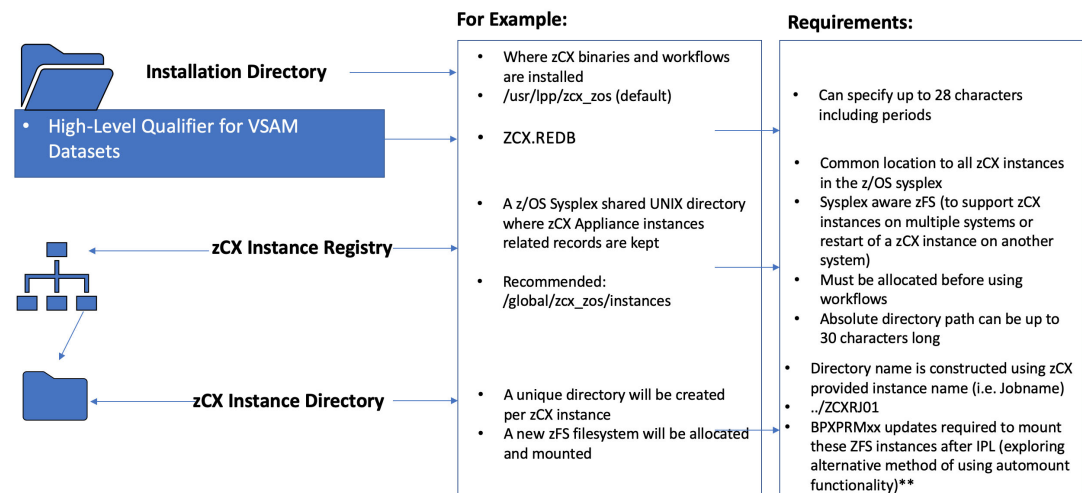 For Example:
Requirements:
Installation Directory
• High-Level Qualifier for VSAM
Datasets
zCX Instance Registry
zCX Instance Directory
• Where zCX binaries and workflows
are installed
• /usr/lpp/zcx_zos (default)
• ZCX.REDB
• A z/OS Sysplex shared UNIX directory
where zCX Appliance instances
related records are kept
• Recommended:
/global/zcx_zos/instances
• A unique directory will be created
per zCX instance
• A new zFS filesystem will be allocated
and mounted
• Can specify up to 28 characters
including periods
• Common location to all zCX instances
in the z/OS sysplex
• Sysplex aware zFS (to support zCX
instances on multiple systems or
restart of a zCX instance on another
system)
• Must be allocated before using
workflows
• Absolute directory path can be up to
30 characters long
• Directory name is constructed using zCX
provided instance name (i.e. Jobname)
• ../ZCXRJ01
• BPXPRMxx updates required to mount
these ZFS instances after IPL (exploring
alternative method of using automount
functionality)**